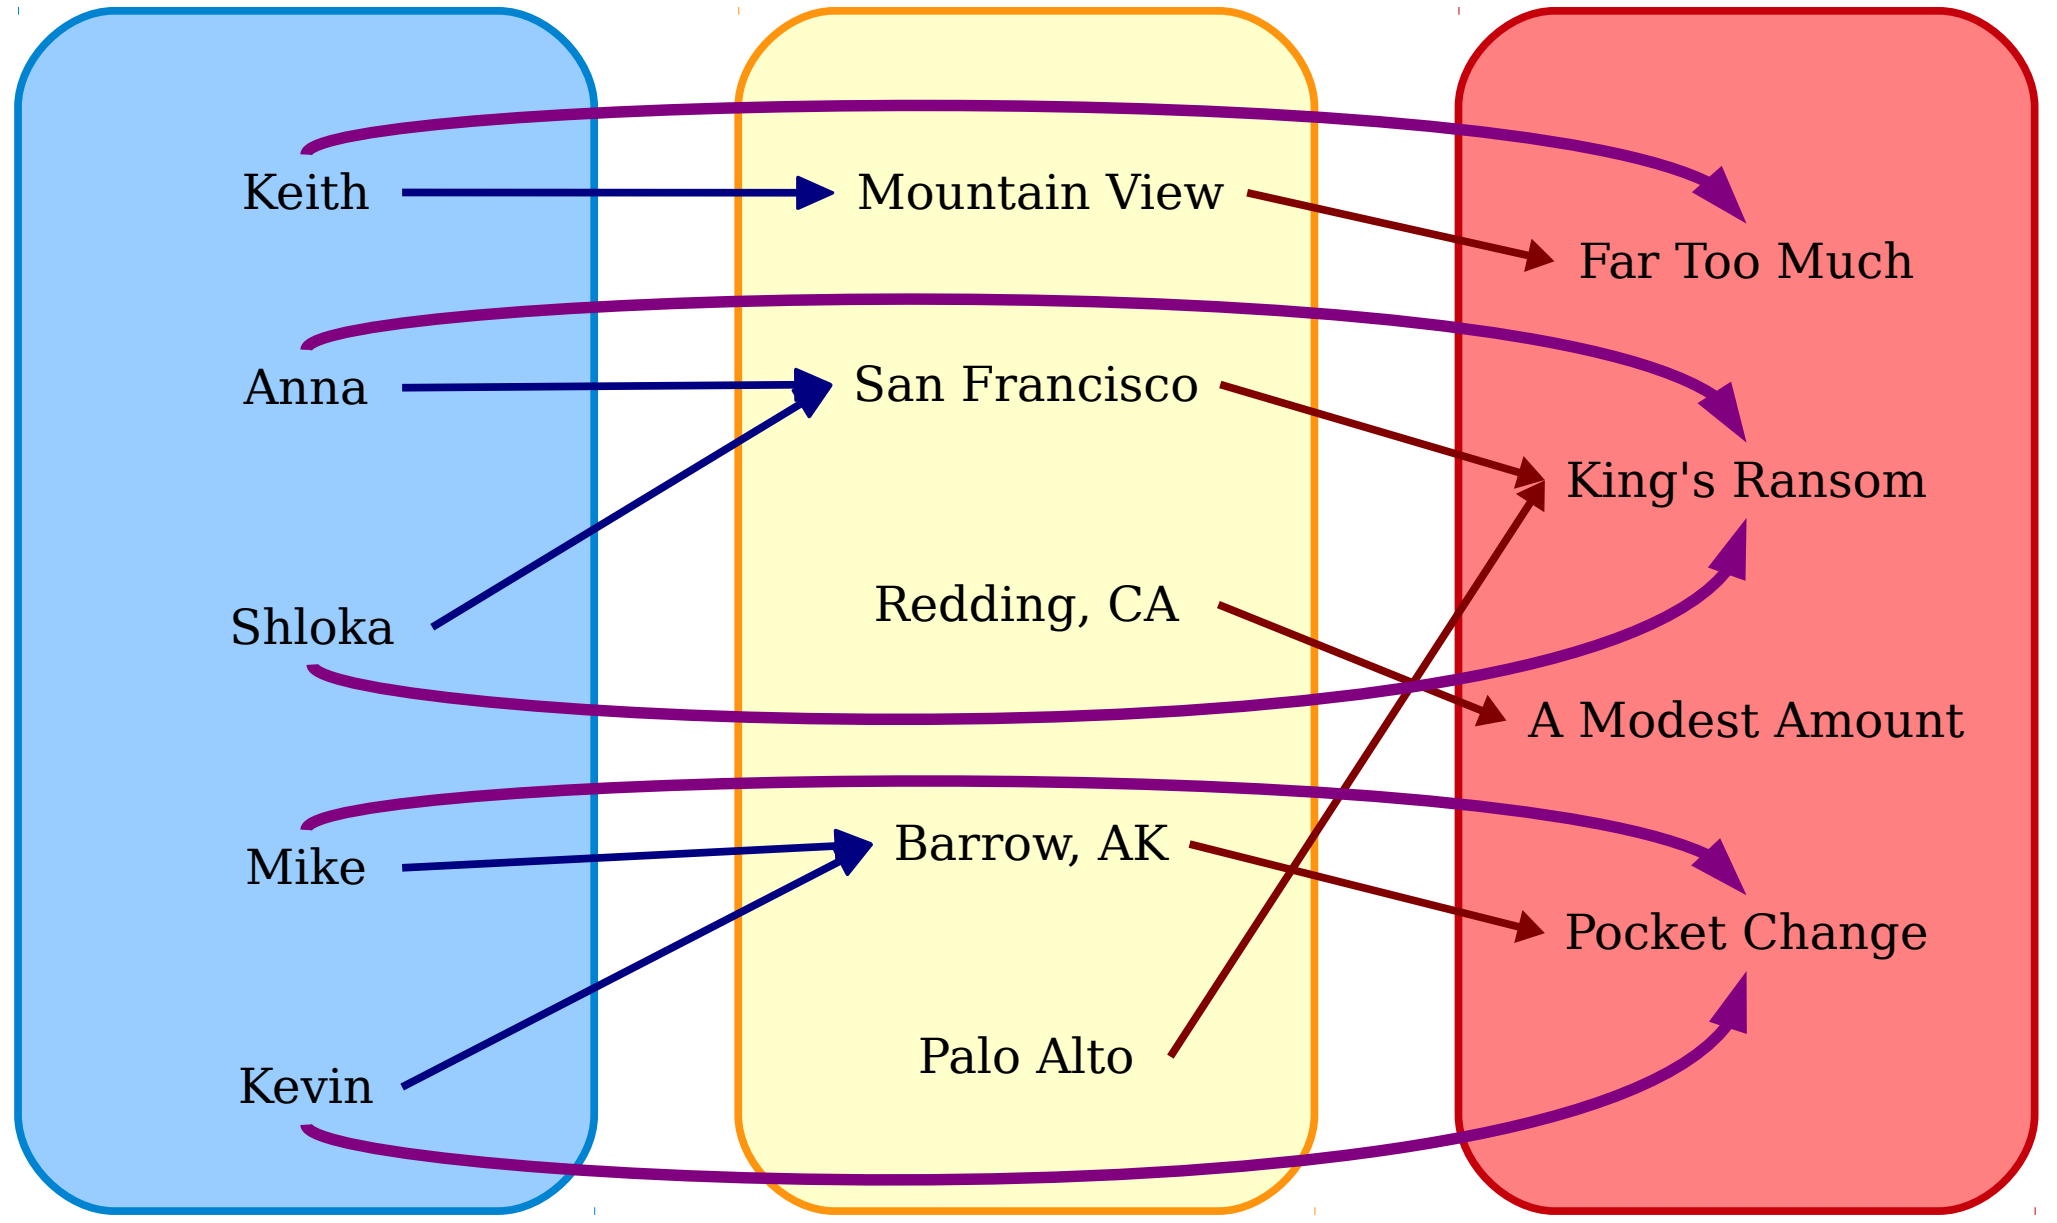 Keith
Anna
Shloka
Mike
Kevin
Mountain View
San Francisco
Redding, CA
Barrow, AK
Palo Alto
Far Too Much
King's Ransom
A Modest Amount
Pocket Change